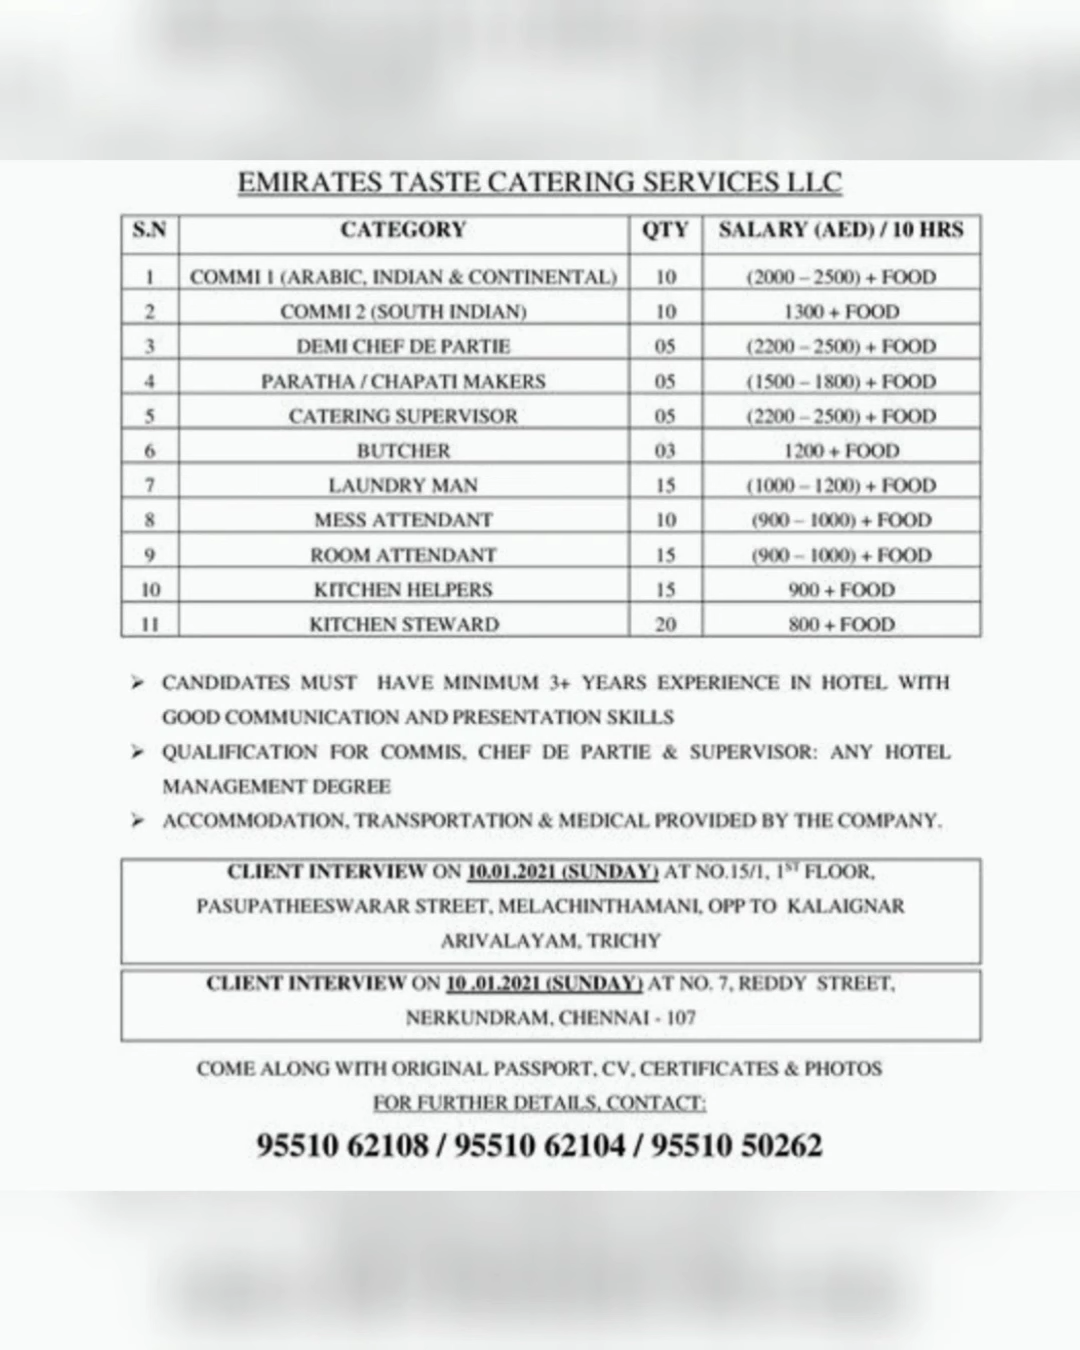 EMIRATES TASTE CATERING SERVICES LLC
S.N CATEGORY QTY SALARY (AED) / 10 HRS
1 COMMI 1 (ARABIC, INDIAN & CONTINENTAL) 10 (2000 – 2500) + FOOD
2 COMMI 2 (SOUTH INDIAN) 10 1300 + FOOD
3 DEMI CHEF DE PARTIE 05 (2200 – 2500) + FOOD
4 PARATHA / CHAPATI MAKERS 05 (1500 – 1800) + FOOD
5 CATERING SUPERVISOR 05 (2200 – 2500) + FOOD
6 BUTCHER 03 1200 + FOOD
7 LAUNDRY MAN 15 (1000 – 1200) + FOOD
8 MESS ATTENDANT 10 (900 – 1000) + FOOD
9 ROOM ATTENDANT 15 (900 – 1000) + FOOD
10 KITCHEN HELPERS 15 900 + FOOD
11 KITCHEN STEWARD 20 800 + FOOD
➢ CANDIDATES MUST HAVE MINIMUM 3+ YEARS EXPERIENCE IN HOTEL WITH
GOOD COMMUNICATION AND PRESENTATION SKILLS
➢ QUALIFICATION FOR COMMIS, CHEF DE PARTIE & SUPERVISOR: ANY HOTEL
MANAGEMENT DEGREE
➢ ACCOMMODATION, TRANSPORTATION & MEDICAL PROVIDED BY THE COMPANY.
CLIENT INTERVIEW ON 10.01.2021 (SUNDAY) AT NO.15/1, 1ST FLOOR,
PASUPATHEESWARAR STREET, MELACHINTHAMANI, OPP TO KALAIGNAR
ARIVALAYAM, TRICHY
CLIENT INTERVIEW ON 10 .01.2021 (SUNDAY) AT NO. 7, REDDY STREET,
NERKUNDRAM, CHENNAI - 107
COME ALONG WITH ORIGINAL PASSPORT, CV, CERTIFICATES & PHOTOS
FOR FURTHER DETAILS, CONTACT:
95510 62108 / 95510 62104 / 95510 50262